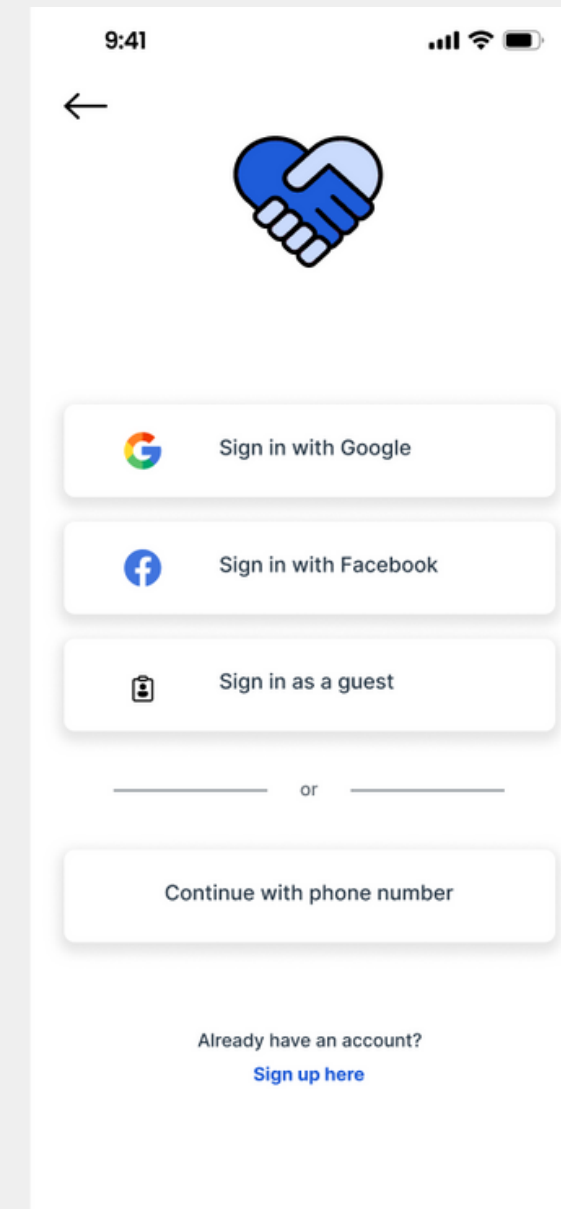 9:41
Sign in with Google
Sign in with Facebook
Sign in as a guest
or
Continue with phone number
Already have an account?
Sign up here